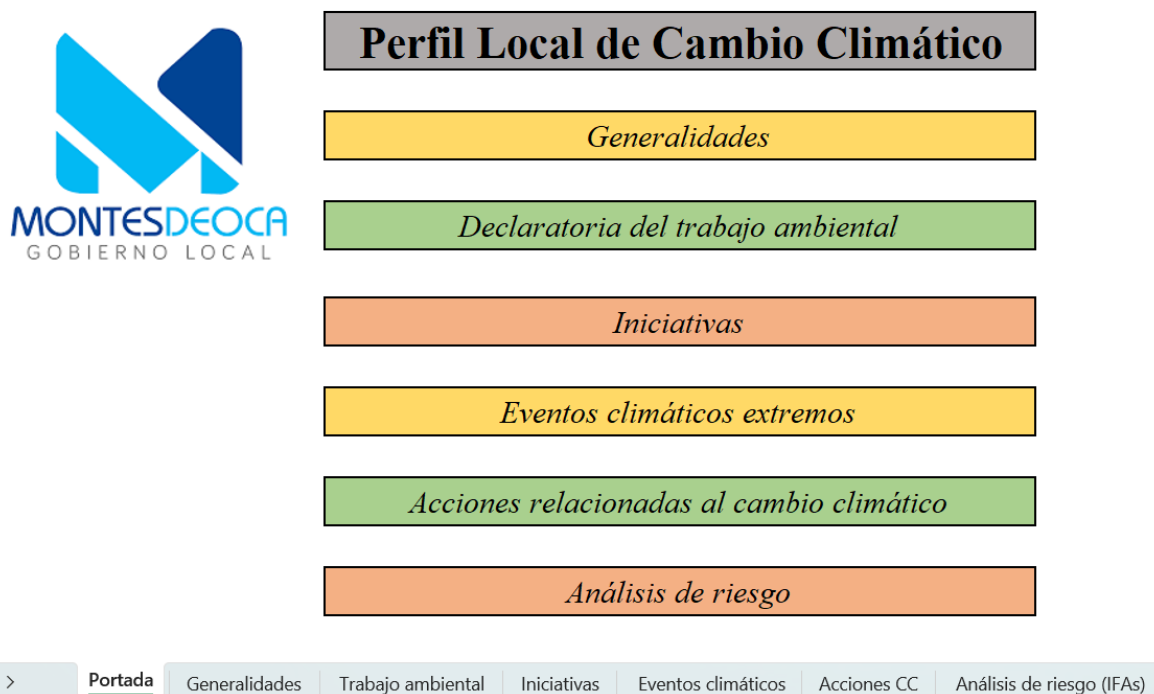 Perfil Local de Cambio Climático
MONTESDEOCA
GOBIERNO LOCAL
Generalidades
Declaratoria del trabajo ambiental
Iniciativas
Eventos climáticos extremos
Acciones relacionadas al cambio climático
Análisis de riesgo
Portada Generalidades Trabajo ambiental Iniciativas Eventos climáticos Acciones CC Análisis de riesgo (IFAs)